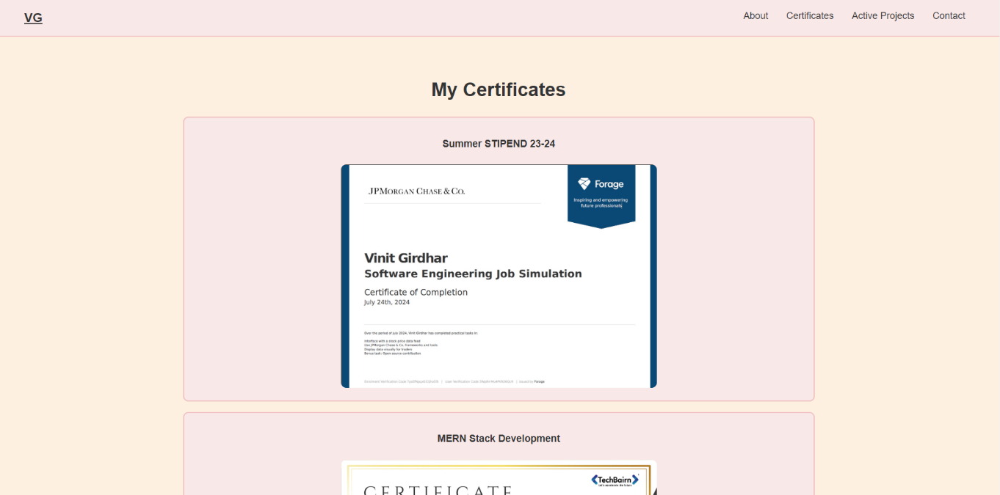 VG
About
Certificates
Active Projects
Contact
My Certificates
Summer STIPEND 23-24
JPMORGAN CHASE & CO.
Forage
Inspiring and empowering
future professionals
Vinit Girdhar
Software Engineering Job Simulation
Certificate of Completion
July 24th, 2024
Over the period of July 2024, Vinit Girdhar has completed practical tasks in:
Interface with a stock price data feed
Use JPMorgan Chase & Co. frameworks and tools
Display data visually for traders
Bonus task: Open source contribution
Enrolment Verification Code | User Verification Code | Issued by Forage
MERN Stack Development
TechBairn
CERTIFICATE